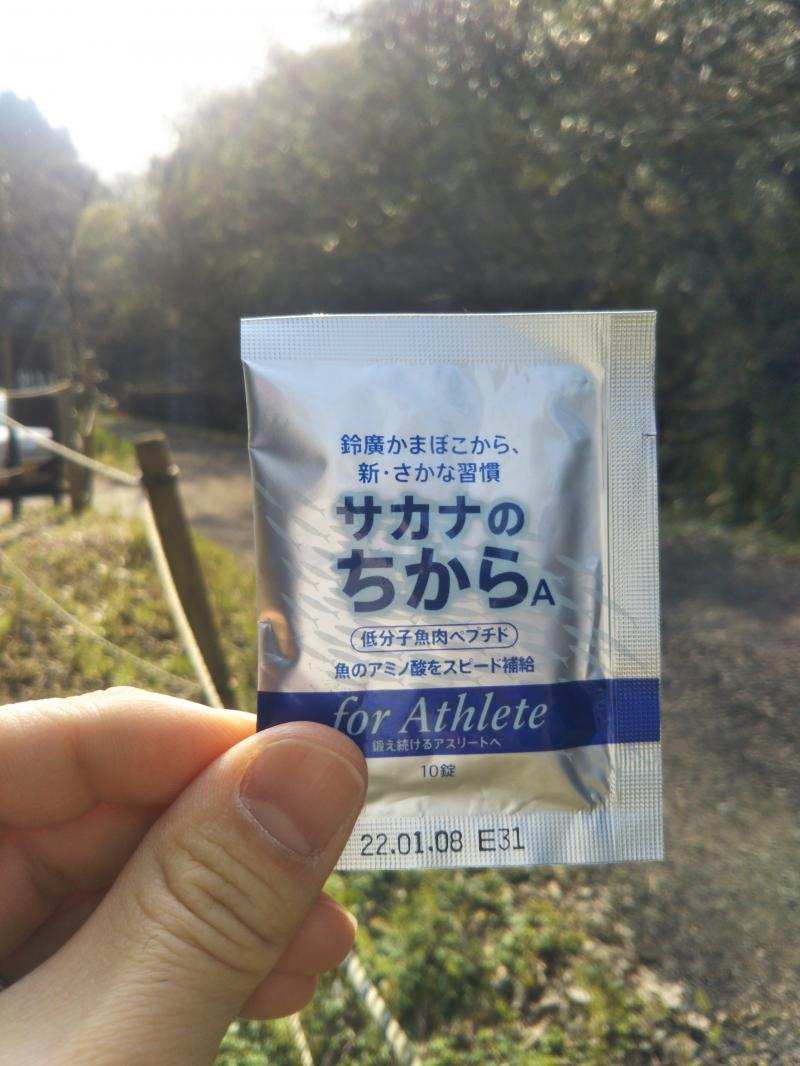 鈴廣かまぼこから、
新・さかな習慣
サカナの
ちからA
低分子魚肉ペプチド
魚のアミノ酸をスピード補給
for Athlete
鍛え続けるアスリートへ
10錠
22.01.08 E31